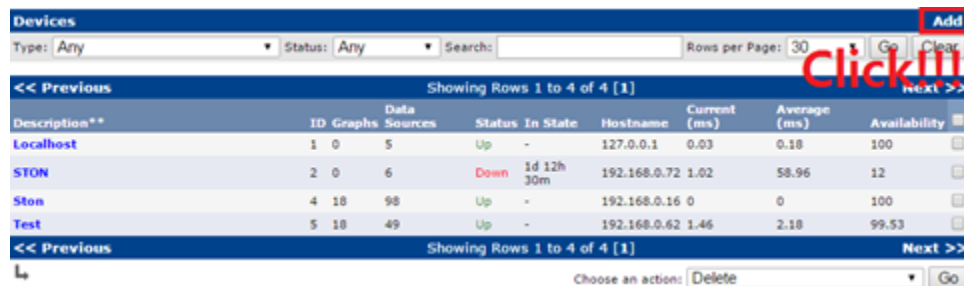 Devices Add
Type: Any Status: Any Search: Rows per Page: 30 Go Clear
Click!!!
<< Previous Showing Rows 1 to 4 of 4 [1] Next >>
Description** ID Graphs Data Sources Status In State Hostname Current (ms) Average (ms) Availability
Localhost 1 0 5 Up - 127.0.0.1 0.03 0.18 100
STON 2 0 6 Down 1d 12h 30m 192.168.0.72 1.02 58.96 12
Ston 4 18 98 Up - 192.168.0.16 0 0 100
Test 5 18 49 Up - 192.168.0.62 1.46 2.18 99.53
<< Previous Showing Rows 1 to 4 of 4 [1] Next >>
Choose an action: Delete Go